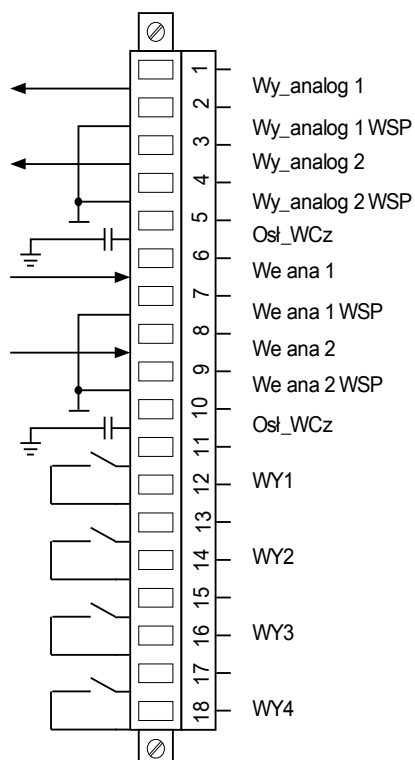 1
Wy_analog 1
2
Wy_analog 1 WSP
3
Wy_analog 2
4
Wy_analog 2 WSP
5
Osł_WCz
6
We ana 1
7
We ana 1 WSP
8
We ana 2
9
We ana 2 WSP
10
Osł_WCz
11
12 WY1
13
14 WY2
15
16 WY3
17
18 WY4